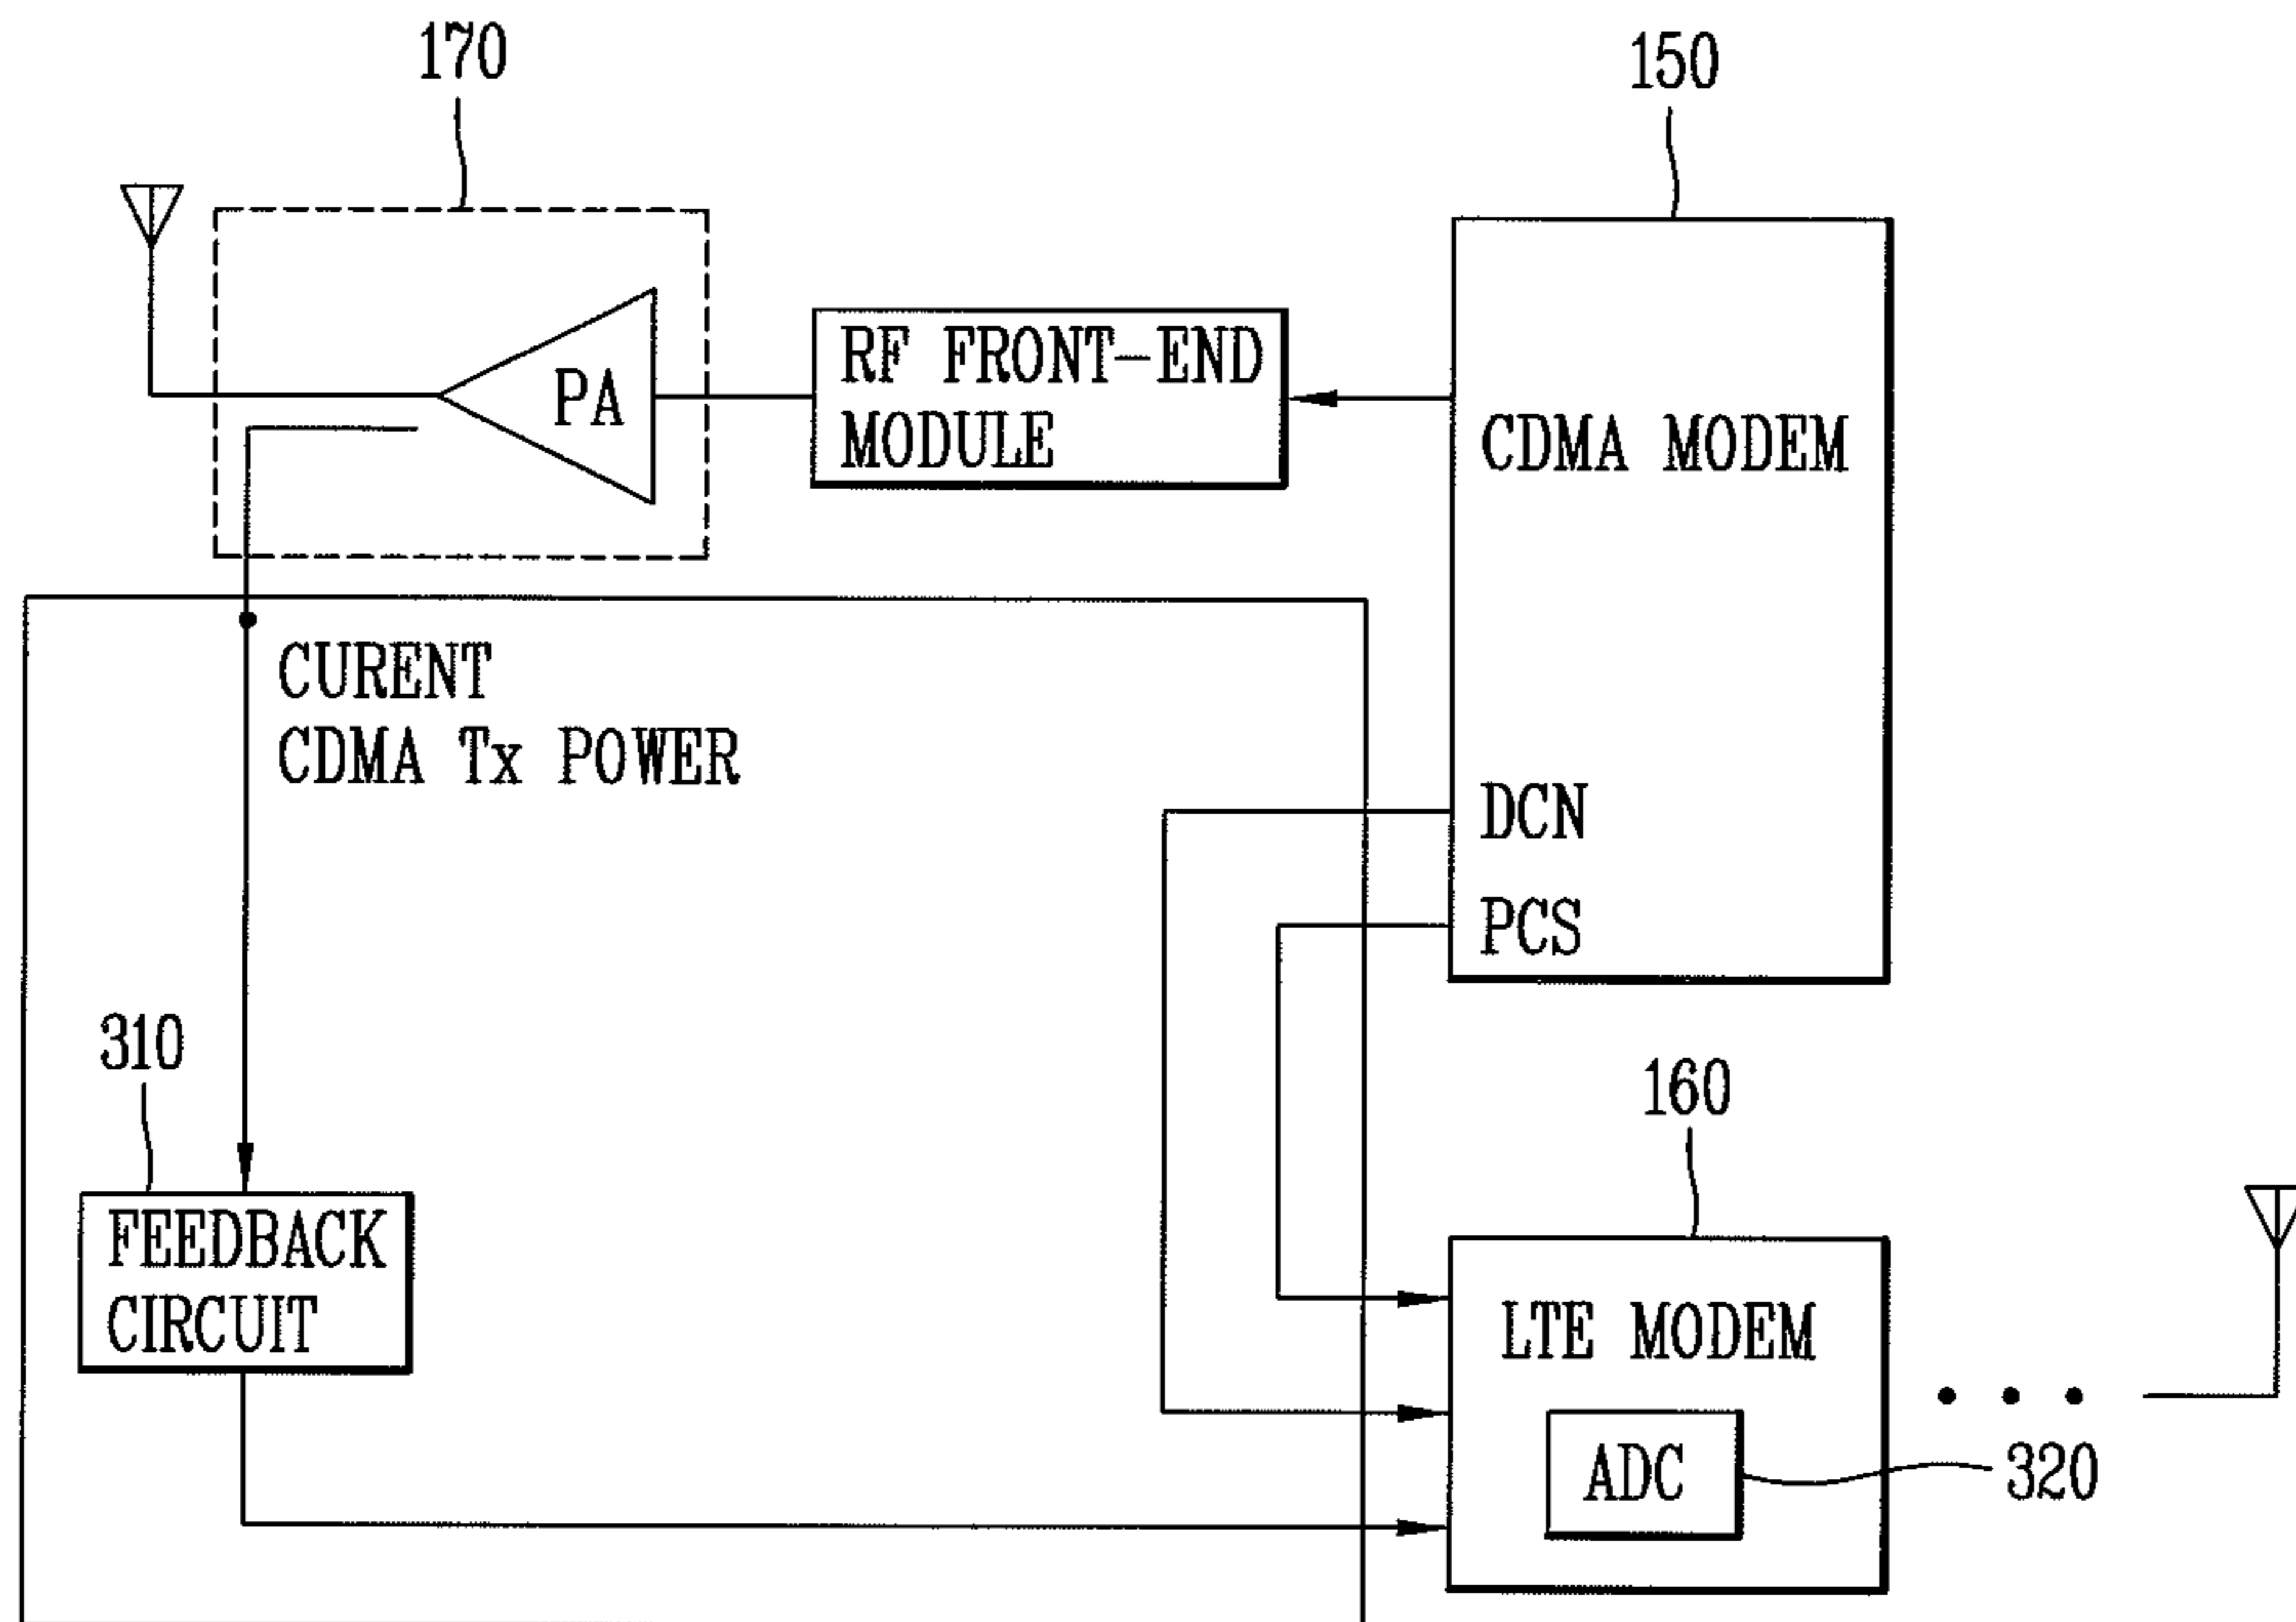 170
150
RF FRONT-END
MODULE
PA
CDMA MODEM
CURENT
CDMA Tx POWER
DCN
PCS
310
160
FEEDBACK
CIRCUIT
LTE MODEM
ADC
320